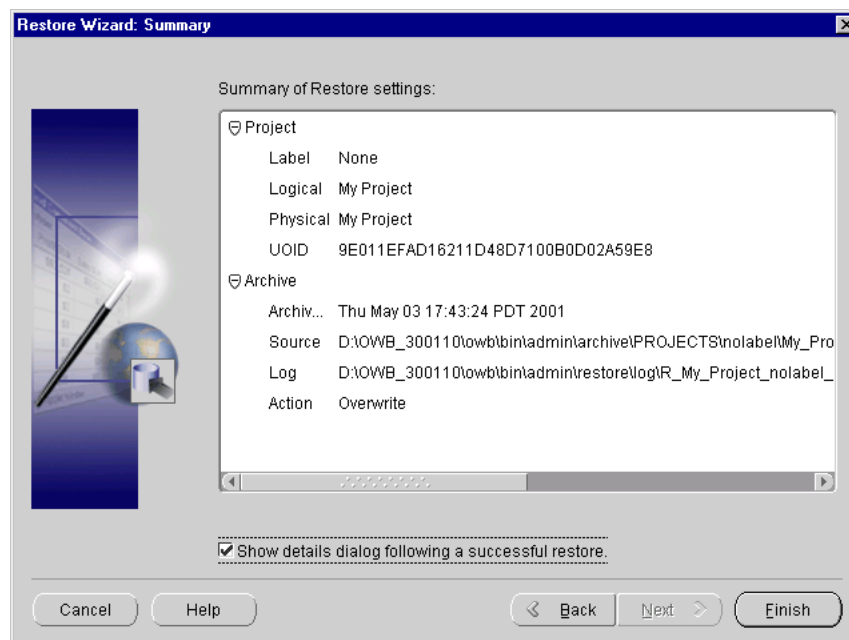 Restore Wizard: Summary
Summary of Restore settings:
Project
Label None
Logical My Project
Physical My Project
UOID 9E011EFAD16211D48D7100B0D02A59E8
Archive
Archiv... Thu May 03 17:43:24 PDT 2001
Source D:\OWB_300110\owb\bin\admin\archive\PROJECTS\nolabel\My_Pro
Log D:\OWB_300110\owb\bin\admin\restore\log\R_My_Project_nolabel_
Action Overwrite
Show details dialog following a successful restore.
Cancel Help Back Next Finish